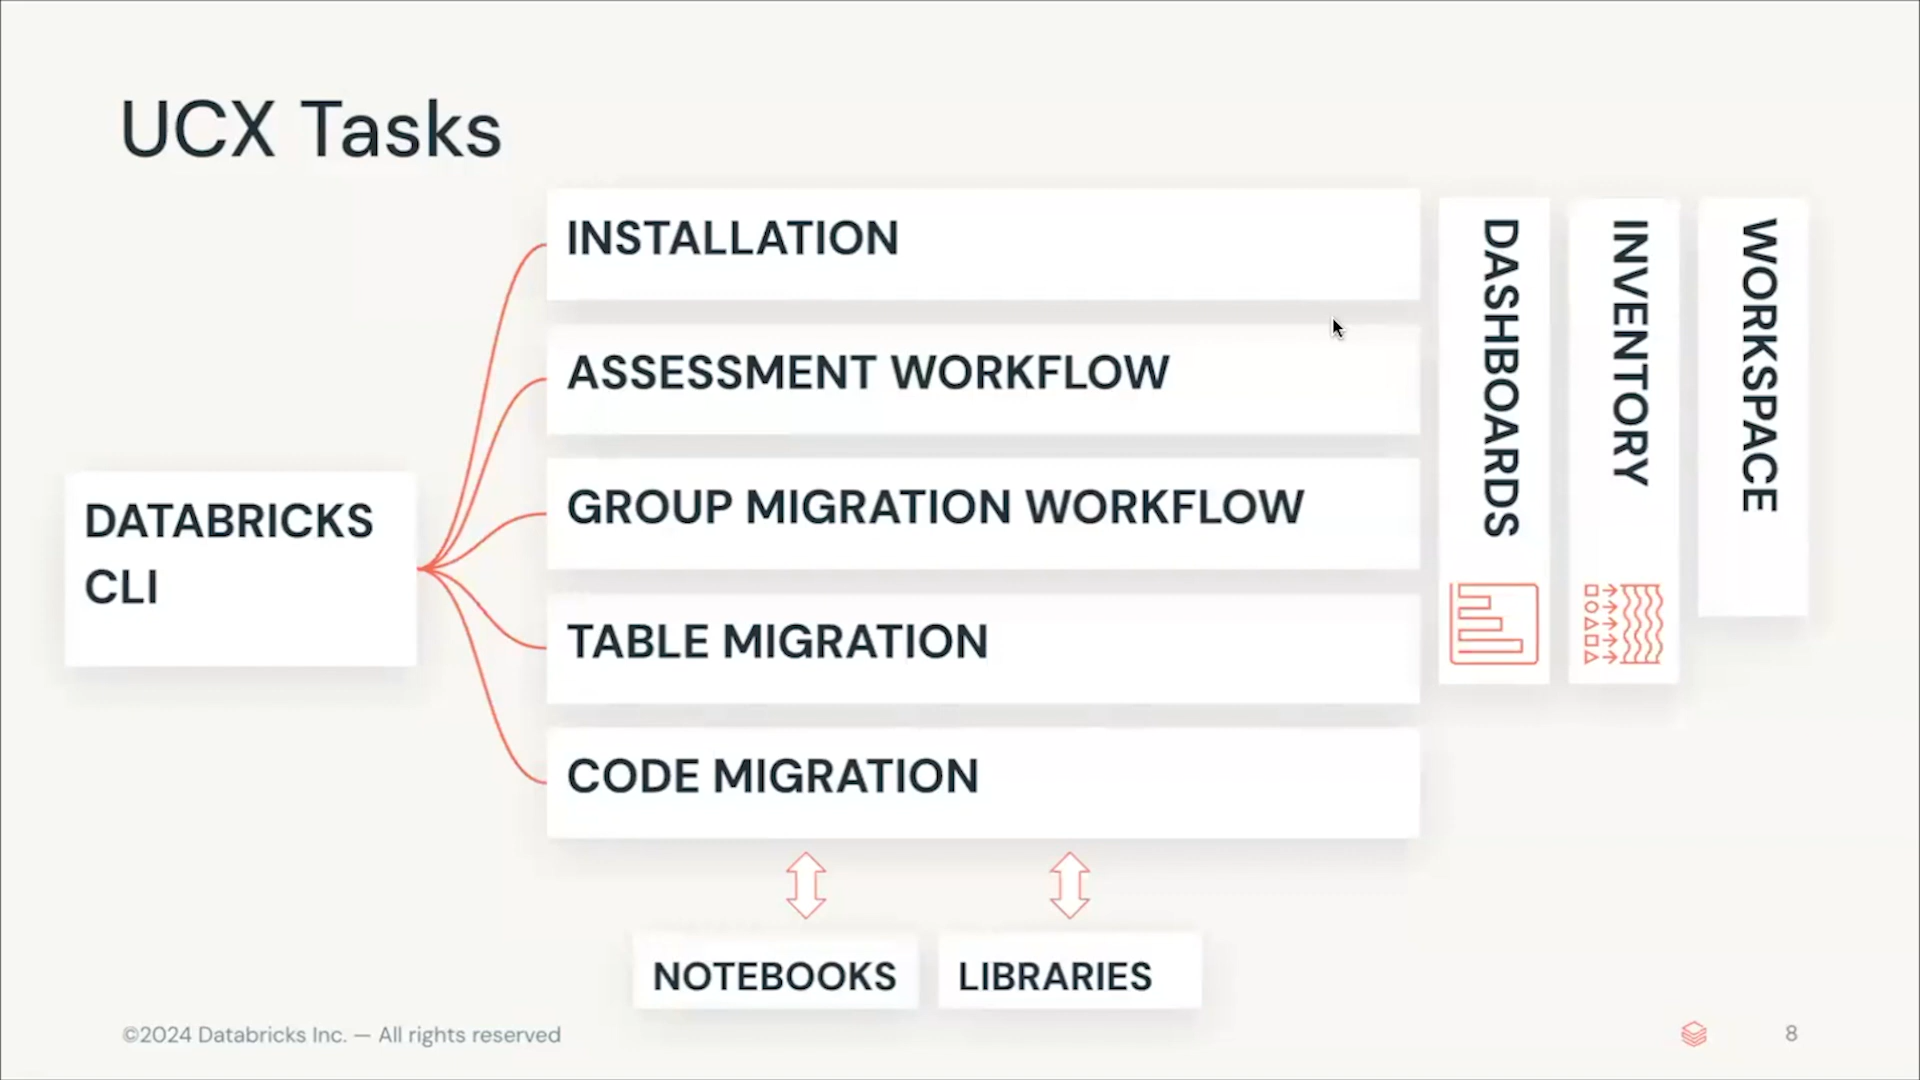 UCX Tasks
DATABRICKS
CLI
INSTALLATION
ASSESSMENT WORKFLOW
GROUP MIGRATION WORKFLOW
TABLE MIGRATION
CODE MIGRATION
DASHBOARDS
INVENTORY
WORKSPACE
NOTEBOOKS
LIBRARIES
©2024 Databricks Inc. — All rights reserved
8